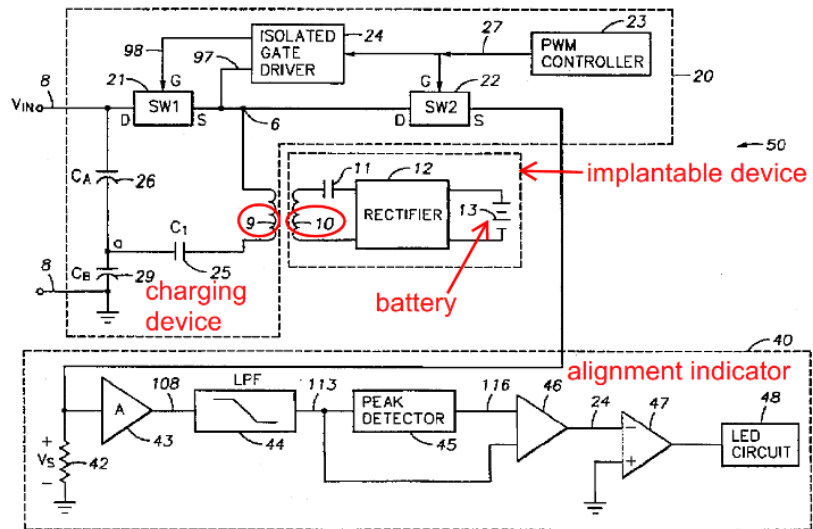 98
97
ISOLATED
GATE
DRIVER
24
27
PWM
CONTROLLER
23
20
8
VIN
21
G
SW1
D
S
6
G
22
SW2
D
S
50
CA
26
11
12
RECTIFIER
13
implantable device
9
10
a
C1
25
CB
29
8
charging
device
battery
40
alignment indicator
108
LPF
113
116
46
24
47
48
A
43
44
PEAK
DETECTOR
45
LED
CIRCUIT
+
VS
-
42
-
+